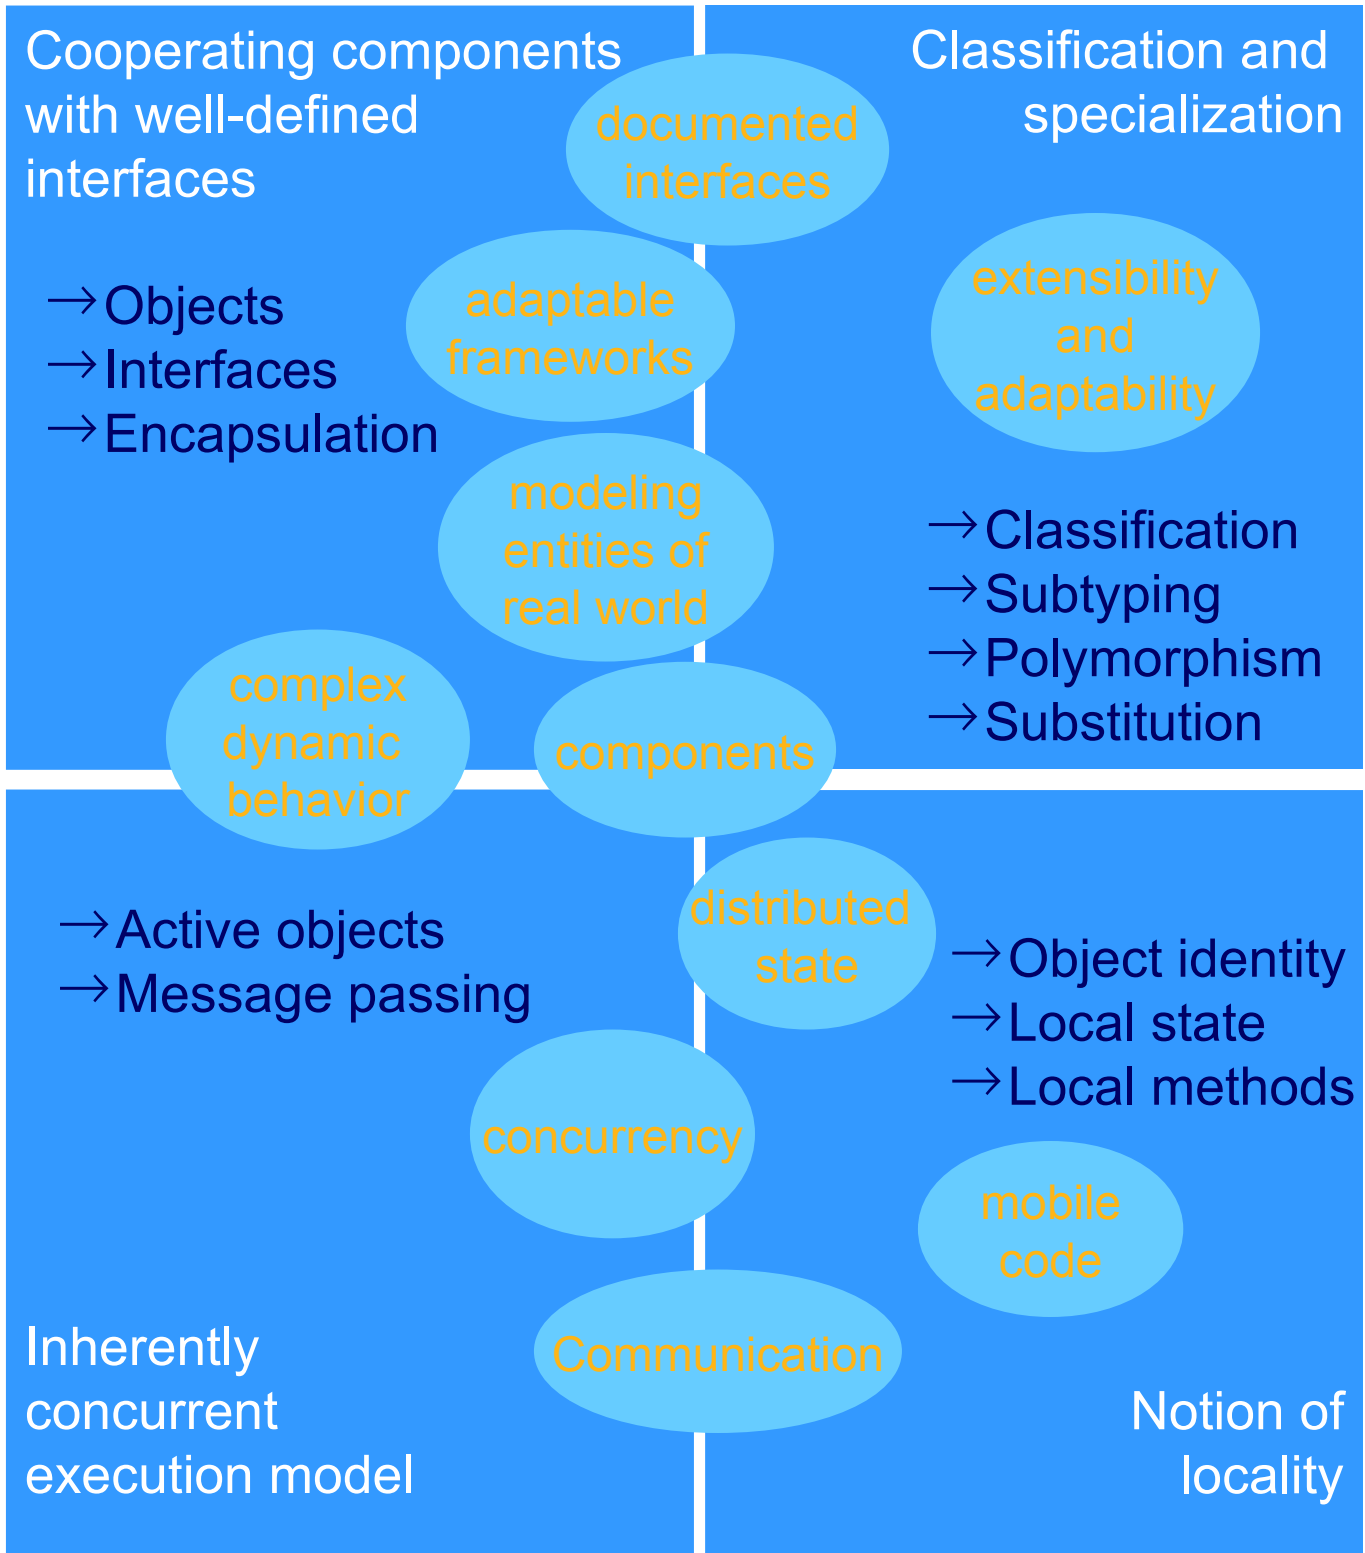 Cooperating components
with well-defined
interfaces
Classification and
specialization
documented
interfaces
adaptable
frameworks
extensibility
and
adaptability
→Objects
→Interfaces
→Encapsulation
modeling
entities of
real world
→Classification
→Subtyping
→Polymorphism
→Substitution
complex
dynamic
behavior
components
distributed
state
→Active objects
→Message passing
→Object identity
→Local state
→Local methods
concurrency
mobile
code
Communication
Inherently
concurrent
execution model
Notion of
locality